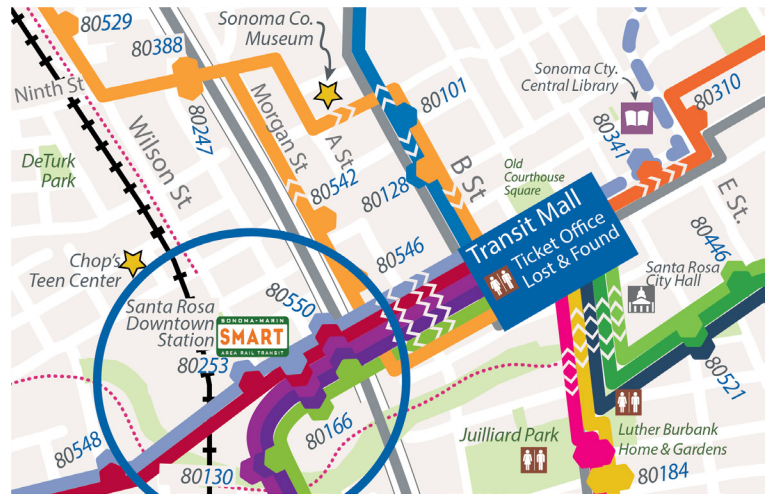 80529
80388
Sonoma Co.
Museum
Ninth St
80247
Wilson St
Morgan St
A St.
80542
80101
80128
B St
Sonoma Cty.
Central Library
80310
80341
Old
Courthouse
Square
E St.
DeTurk
Park
Chop's
Teen Center
80546
Transit Mall
Ticket Office
Lost & Found
80446
Santa Rosa
City Hall
Santa Rosa
Downtown
Station
SONOMA-MARIN
SMART
AREA RAIL TRANSIT
80550
80253
80521
80548
80166
80130
Juilliard Park
Luther Burbank
Home & Gardens
80184